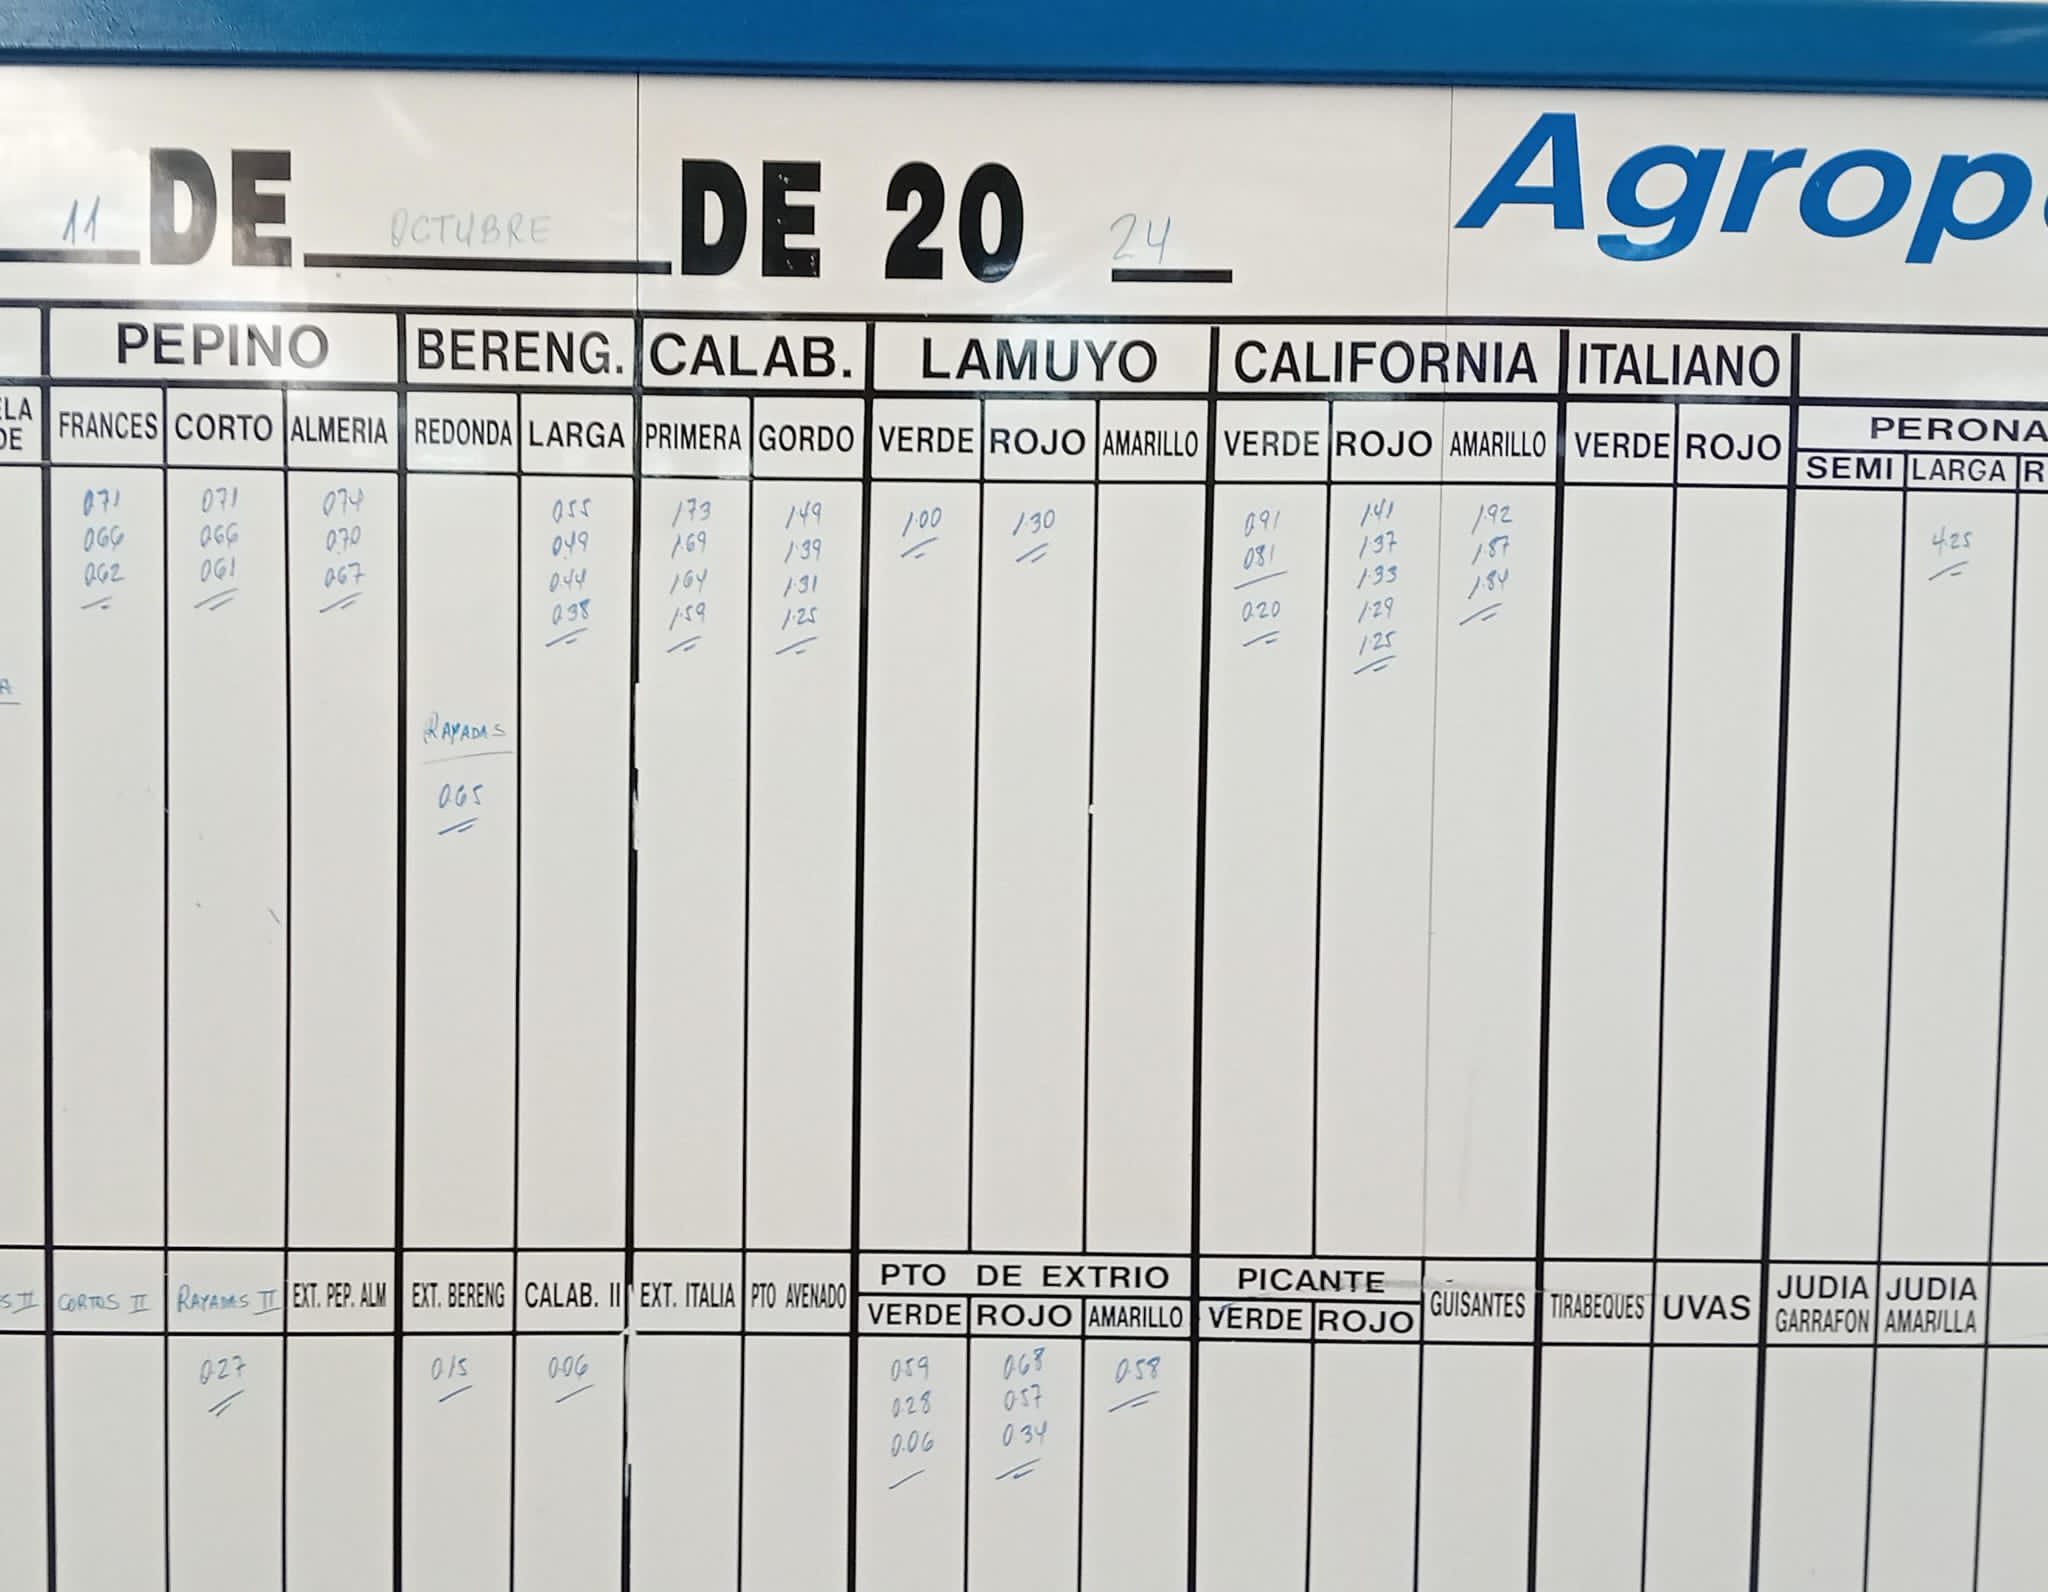 11 DE OCTUBRE DE 20 24
Agrop
PEPINO BERENG. CALAB. LAMUYO CALIFORNIA ITALIANO
PERONA
FRANCES CORTO ALMERIA REDONDA LARGA PRIMERA GORDO VERDE ROJO AMARILLO VERDE ROJO AMARILLO VERDE ROJO
SEMI LARGA
0.71 0.71 0.74 0.55 1.73 1.49 1.00 1.30 0.91 1.41 1.92 4.25
0.66 0.66 0.70 0.49 1.69 1.39 0.81 1.37 1.87
0.62 0.61 0.67 0.44 1.64 1.31 0.20 1.33 1.84
0.38 1.59 1.25 1.29
1.25
RAYADAS
0.65
CORTOS II RAYADAS II EXT. PEP. ALM EXT. BERENG CALAB. II EXT. ITALIA PTO AVENADO
PTO DE EXTRIO PICANTE
VERDE ROJO AMARILLO VERDE ROJO
GUISANTES TIRABEQUES UVAS
JUDIA GARRAFON
JUDIA AMARILLA
0.27 0.15 0.06 0.59 0.68 0.58
0.28 0.57
0.06 0.34